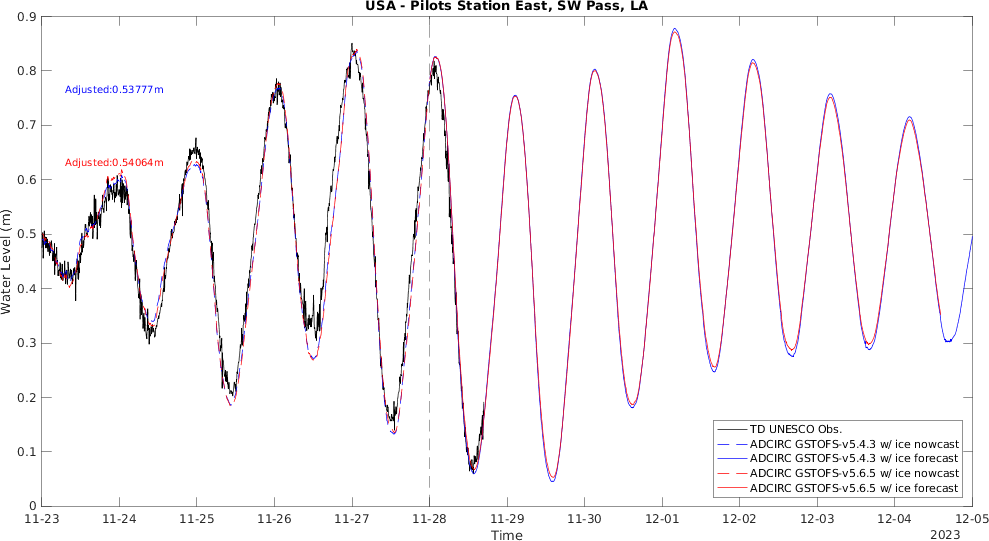 USA - Pilots Station East, SW Pass, LA
0.9
0.8
0.7
0.6
0.5
0.4
0.3
0.2
0.1
0
Water Level (m)
Adjusted:0.53777m
Adjusted:0.54064m
TD UNESCO Obs.
ADCIRC GSTOFS-v5.4.3 w/ ice nowcast
ADCIRC GSTOFS-v5.4.3 w/ ice forecast
ADCIRC GSTOFS-v5.6.5 w/ ice nowcast
ADCIRC GSTOFS-v5.6.5 w/ ice forecast
11-23 11-24 11-25 11-26 11-27 11-28 11-29 11-30 12-01 12-02 12-03 12-04 12-05
Time
2023